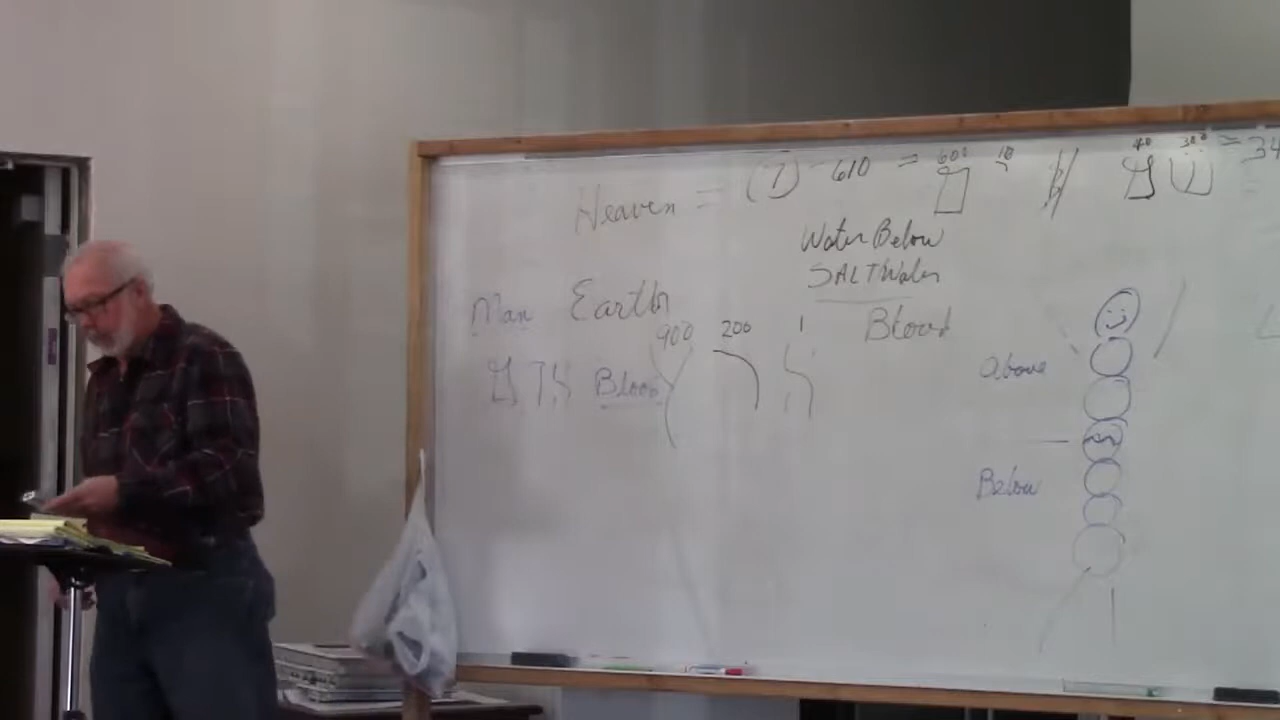 Heaven = (7) 610 = 600 10 40 300 = 34
Water Below
SALTWater
Man Earth
900 200 1 Blood
Blood
Above
Below